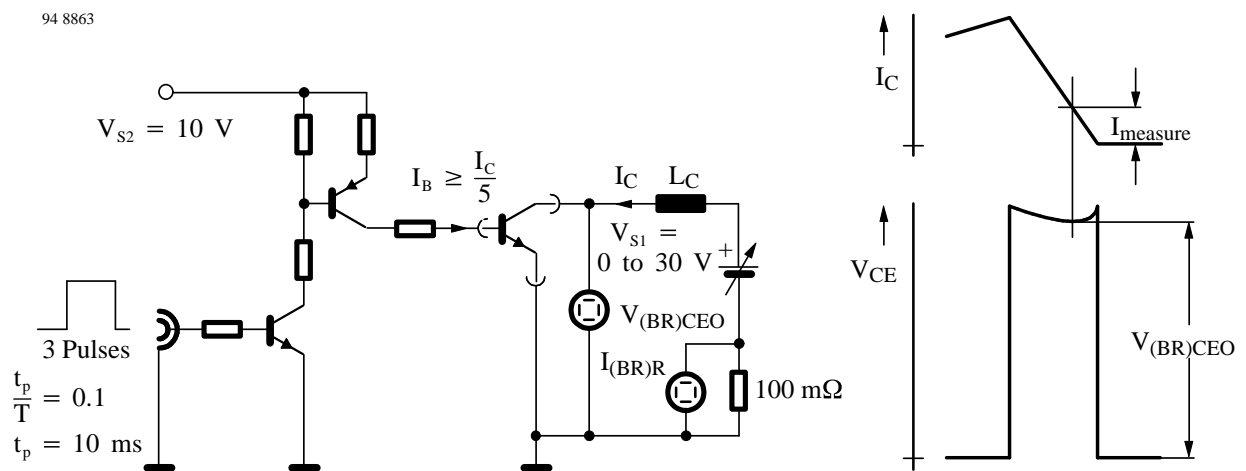 94 8863
V_S2 = 10 V
I_B ≥ I_C/5
I_C
L_C
V_S1 =
0 to 30 V
+
V_(BR)CEO
I_(BR)R
100 mΩ
3 Pulses
t_p/T = 0.1
t_p = 10 ms
I_C
I_measure
V_CE
V_(BR)CEO